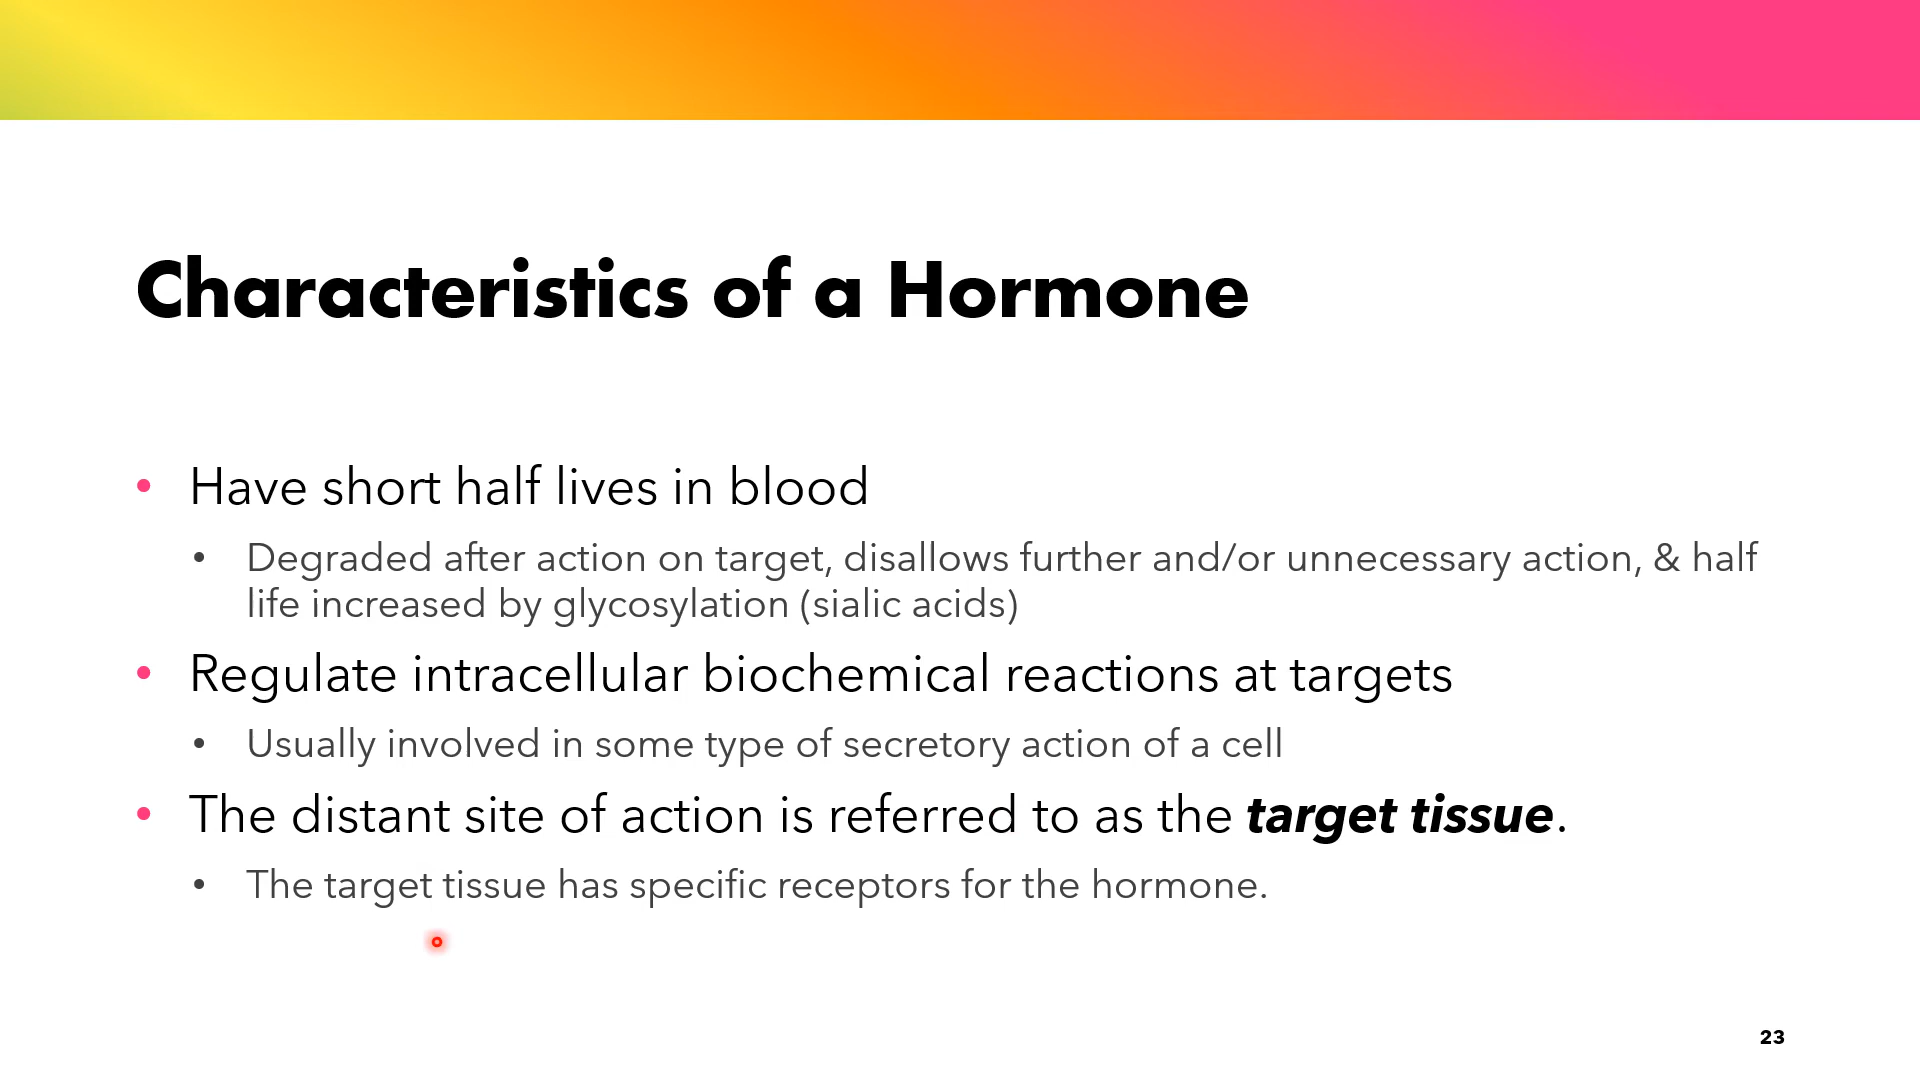 Characteristics of a Hormone
• Have short half lives in blood
• Degraded after action on target, disallows further and/or unnecessary action, & half
life increased by glycosylation (sialic acids)
• Regulate intracellular biochemical reactions at targets
• Usually involved in some type of secretory action of a cell
• The distant site of action is referred to as the target tissue.
• The target tissue has specific receptors for the hormone.
23